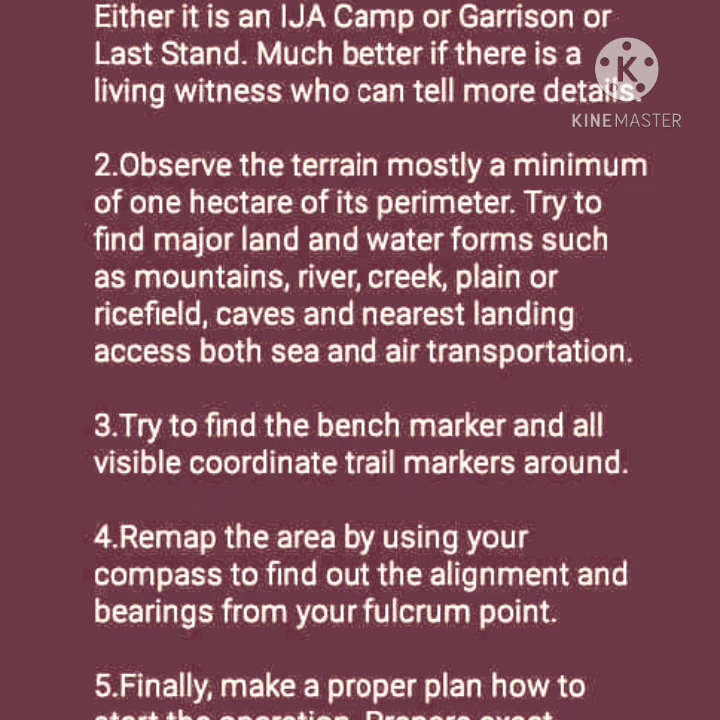 Either it is an IJA Camp or Garrison or
Last Stand. Much better if there is a
living witness who can tell more details.
K
KINEMASTER
2.Observe the terrain mostly a minimum
of one hectare of its perimeter. Try to
find major land and water forms such
as mountains, river, creek, plain or
ricefield, caves and nearest landing
access both sea and air transportation.
3.Try to find the bench marker and all
visible coordinate trail markers around.
4.Remap the area by using your
compass to find out the alignment and
bearings from your fulcrum point.
5.Finally, make a proper plan how to
start the operation. Prepare exact